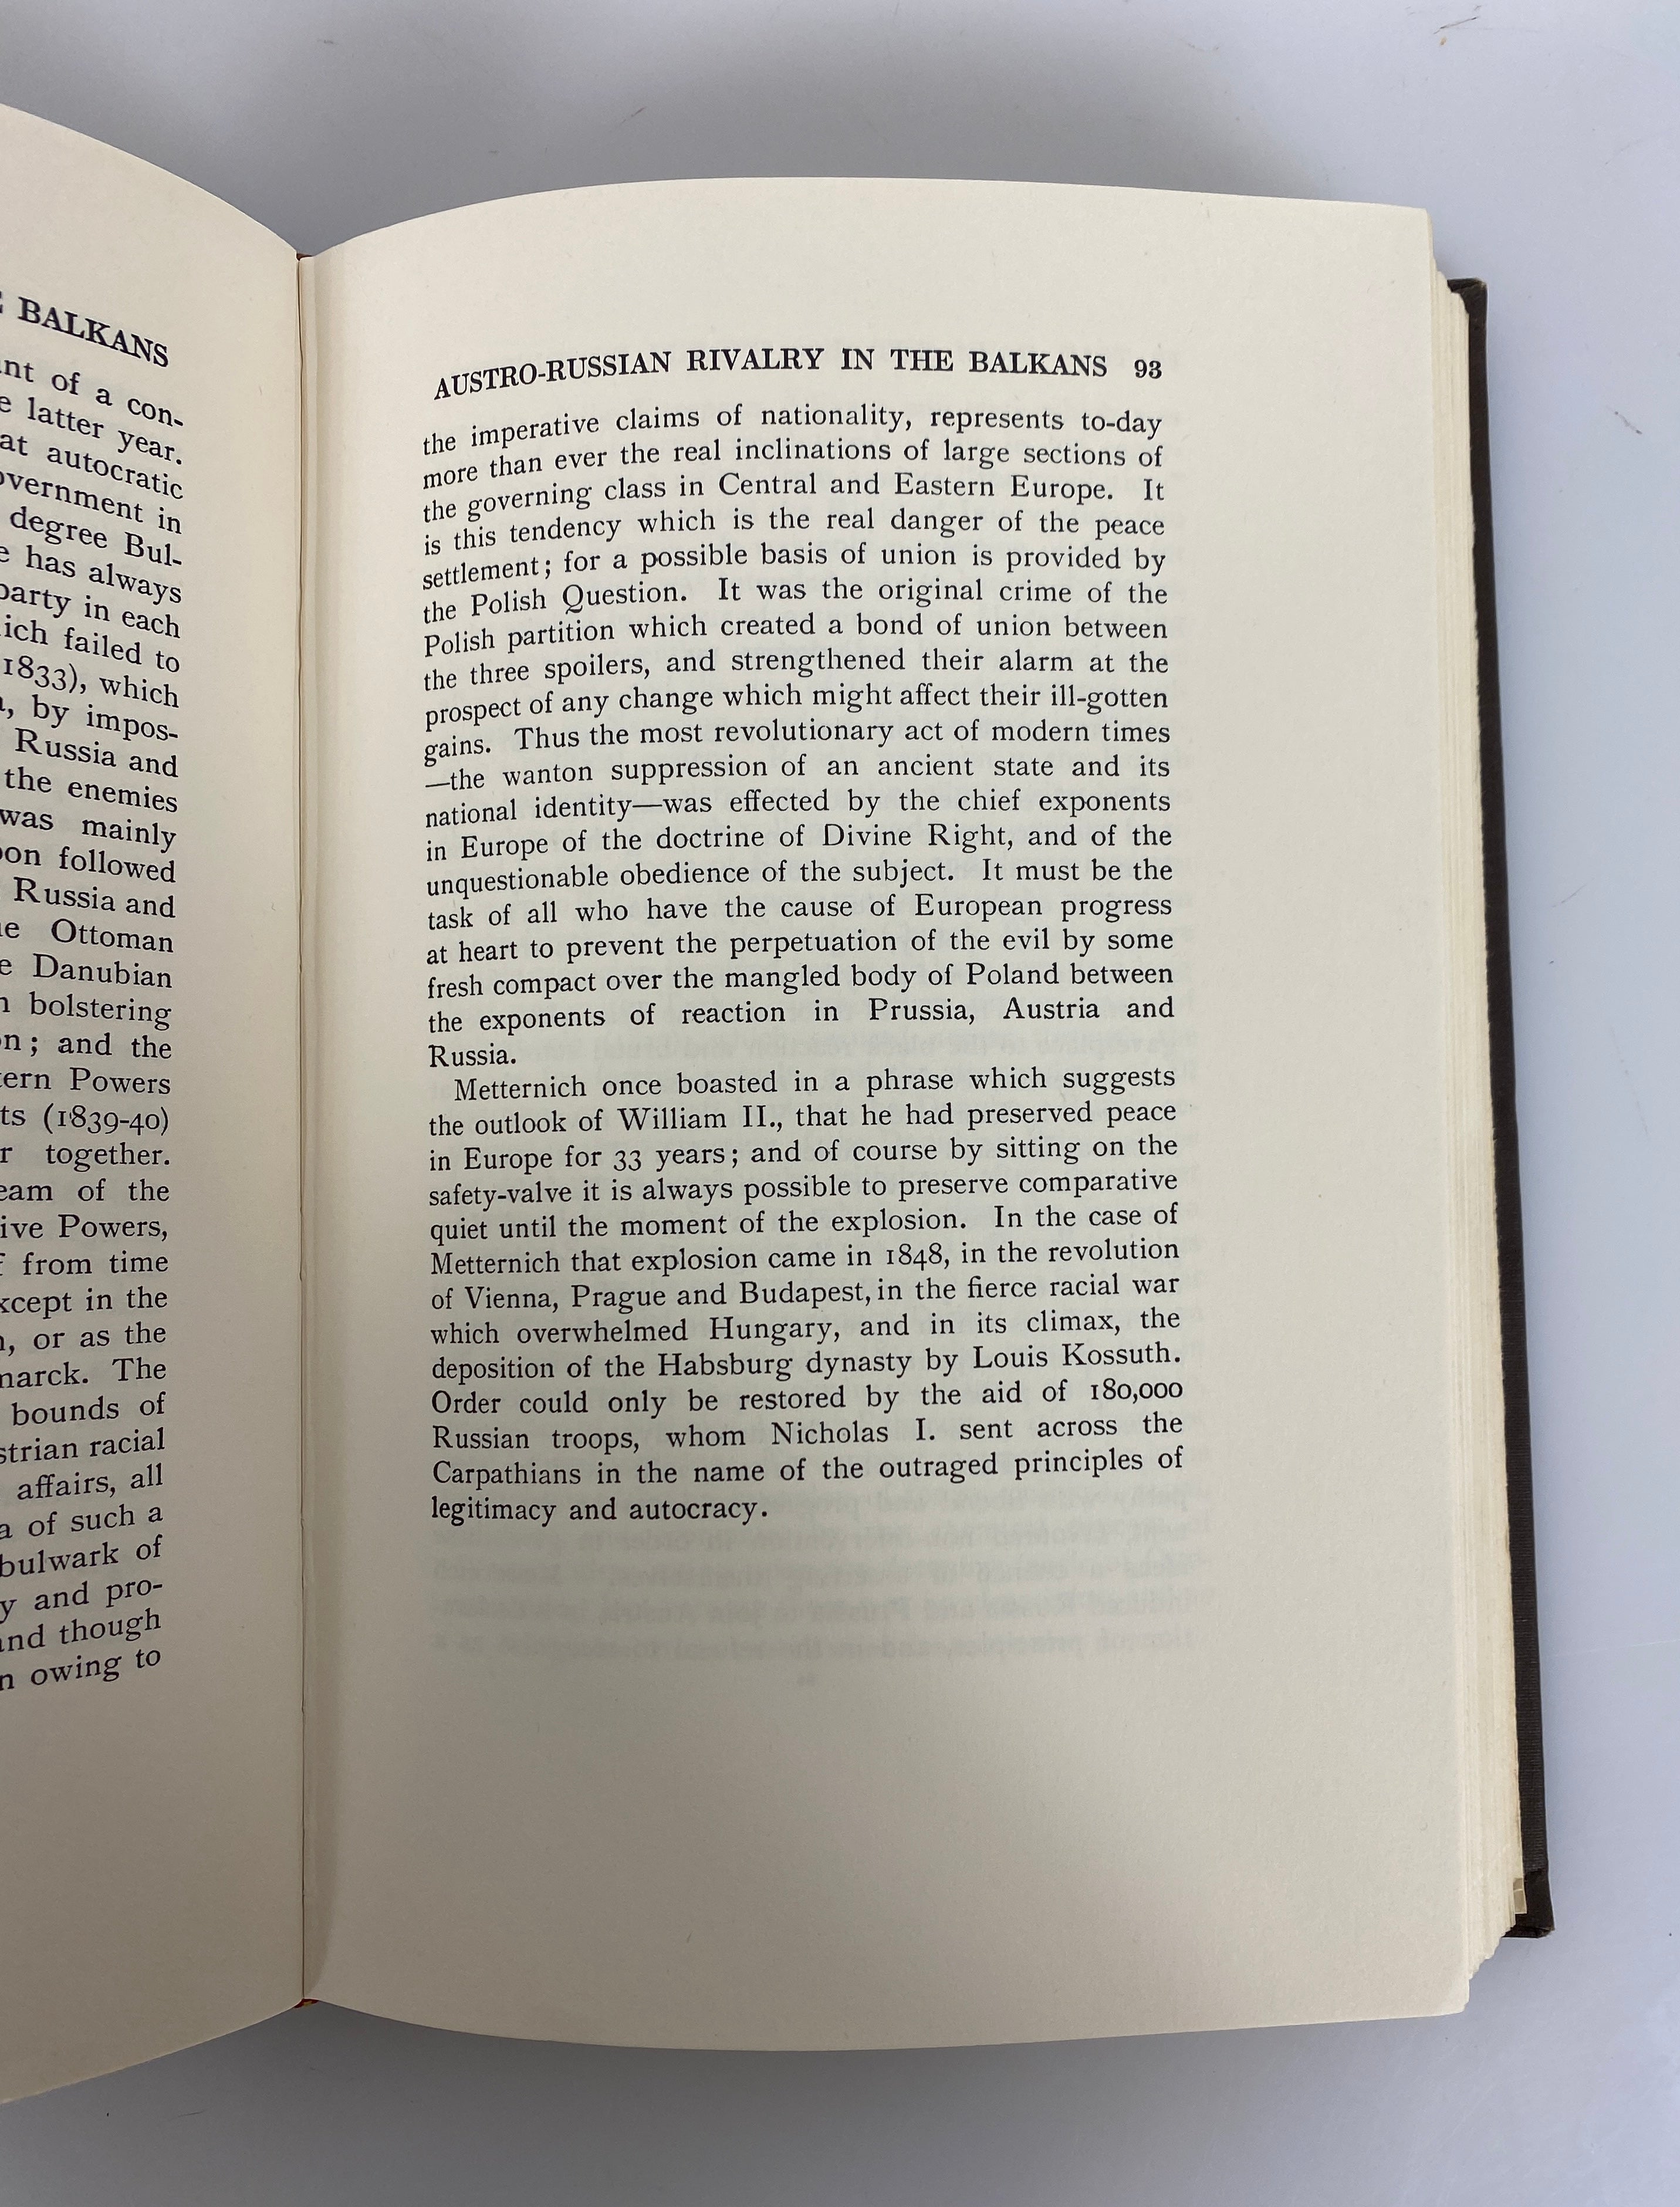 BALKANS
of a con-
latter year.
at autocratic
in
degree Bul-
has always
party in each
failed to
1833), which
by impos-
Russia and
the enemies
was mainly
followed
Russia and
Ottoman
Danubian
bolstering
and the
Powers
(1839-40)
together.
of the
Powers,
from time
in the
or as the
The
bounds of
racial
affairs, all
of such a
bulwark of
and pro-
though
owing to
AUSTRO-RUSSIAN RIVALRY IN THE BALKANS 93
the imperative claims of nationality, represents to-day
more than ever the real inclinations of large sections of
the governing class in Central and Eastern Europe. It
is this tendency which is the real danger of the peace
settlement; for a possible basis of union is provided by
the Polish Question. It was the original crime of the
Polish partition which created a bond of union between
the three spoilers, and strengthened their alarm at the
prospect of any change which might affect their ill-gotten
gains. Thus the most revolutionary act of modern times
—the wanton suppression of an ancient state and its
national identity—was effected by the chief exponents
in Europe of the doctrine of Divine Right, and of the
unquestionable obedience of the subject. It must be the
task of all who have the cause of European progress
at heart to prevent the perpetuation of the evil by some
fresh compact over the mangled body of Poland between
the exponents of reaction in Prussia, Austria and
Russia.
Metternich once boasted in a phrase which suggests
the outlook of William II., that he had preserved peace
in Europe for 33 years; and of course by sitting on the
safety-valve it is always possible to preserve comparative
quiet until the moment of the explosion. In the case of
Metternich that explosion came in 1848, in the revolution
of Vienna, Prague and Budapest, in the fierce racial war
which overwhelmed Hungary, and in its climax, the
deposition of the Habsburg dynasty by Louis Kossuth.
Order could only be restored by the aid of 180,000
Russian troops, whom Nicholas I. sent across the
Carpathians in the name of the outraged principles of
legitimacy and autocracy.